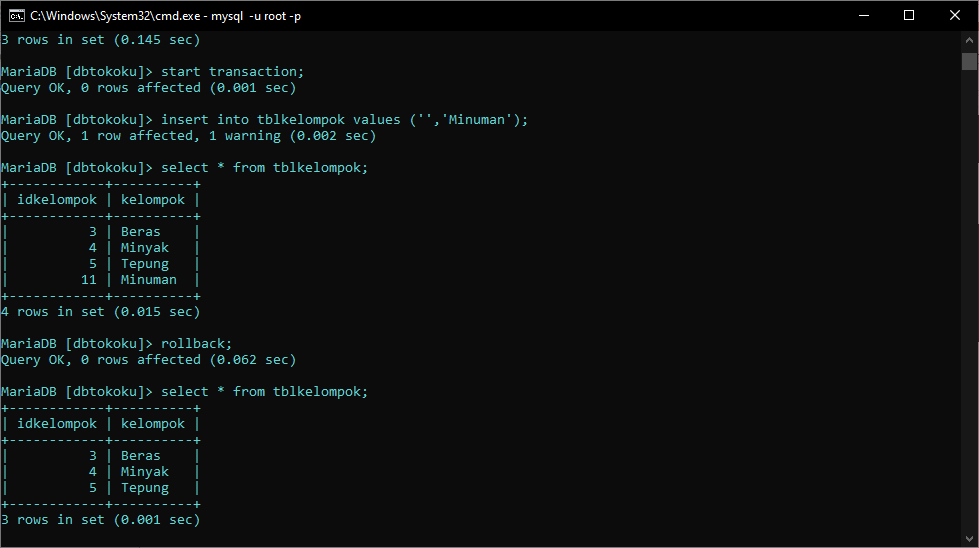 C:\Windows\System32\cmd.exe - mysql  -u root -p
3 rows in set (0.145 sec)
MariaDB [dbtokoku]> start transaction;
Query OK, 0 rows affected (0.001 sec)
MariaDB [dbtokoku]> insert into tblkelompok values ('','Minuman');
Query OK, 1 row affected, 1 warning (0.002 sec)
MariaDB [dbtokoku]> select * from tblkelompok;
+------------+----------+
| idkelompok | kelompok |
+------------+----------+
|          3 | Beras    |
|          4 | Minyak   |
|          5 | Tepung   |
|         11 | Minuman  |
+------------+----------+
4 rows in set (0.015 sec)
MariaDB [dbtokoku]> rollback;
Query OK, 0 rows affected (0.062 sec)
MariaDB [dbtokoku]> select * from tblkelompok;
+------------+----------+
| idkelompok | kelompok |
+------------+----------+
|          3 | Beras    |
|          4 | Minyak   |
|          5 | Tepung   |
+------------+----------+
3 rows in set (0.001 sec)